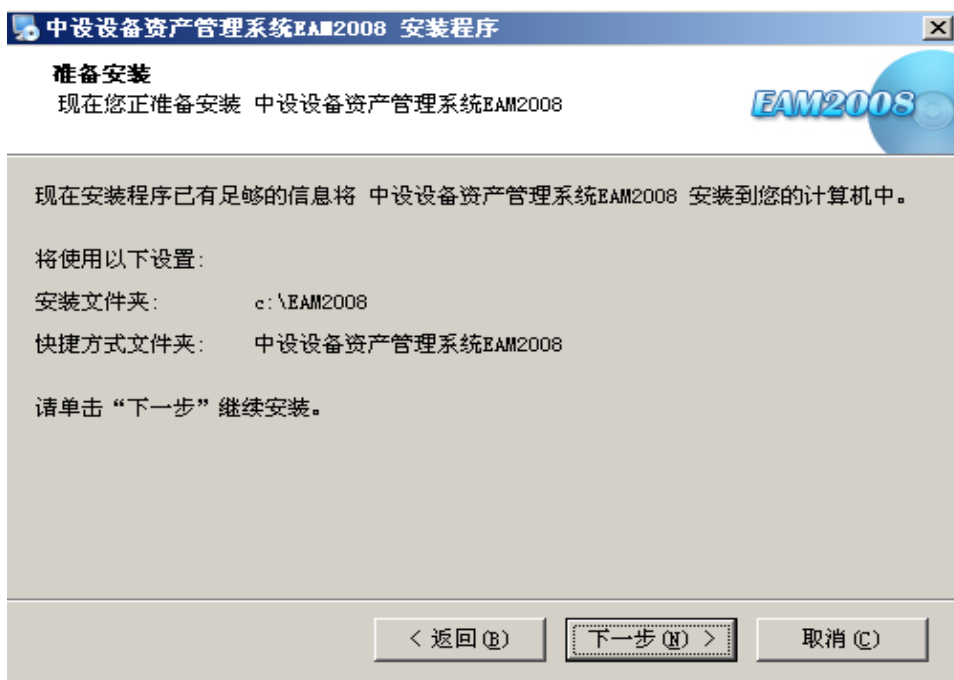 中设设备资产管理系统EAM2008 安装程序
准备安装
现在您正准备安装 中设设备资产管理系统EAM2008
EAM2008
现在安装程序已有足够的信息将 中设设备资产管理系统EAM2008 安装到您的计算机中。
将使用以下设置:
安装文件夹: c:\EAM2008
快捷方式文件夹: 中设设备资产管理系统EAM2008
请单击“下一步”继续安装。
< 返回(B) 下一步(N) > 取消(C)